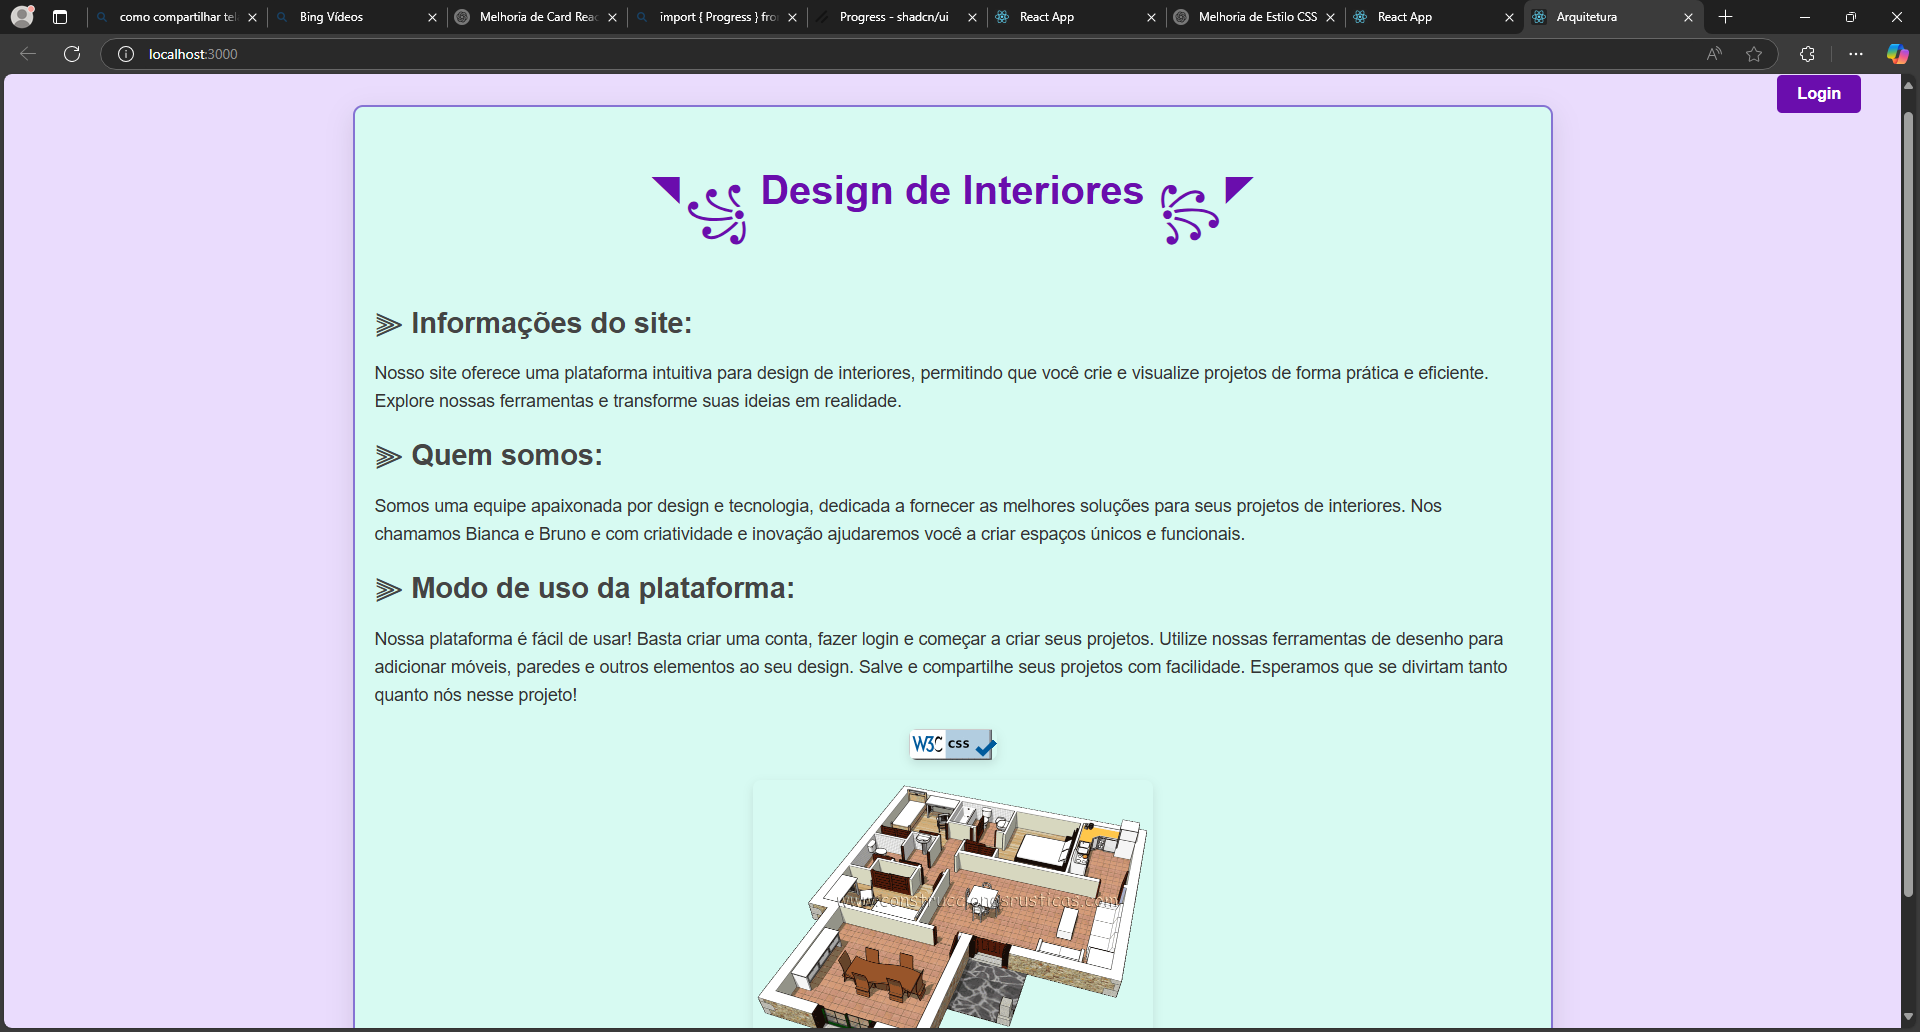 como compartilhar tel
Bing Vídeos
Melhoria de Card Reac
import { Progress } fro
Progress - shadcn/ui
React App
Melhoria de Estilo CSS
React App
Arquitetura
localhost:3000
Login
Design de Interiores
⫸ Informações do site:
Nosso site oferece uma plataforma intuitiva para design de interiores, permitindo que você crie e visualize projetos de forma prática e eficiente.
Explore nossas ferramentas e transforme suas ideias em realidade.
⫸ Quem somos:
Somos uma equipe apaixonada por design e tecnologia, dedicada a fornecer as melhores soluções para seus projetos de interiores. Nos
chamamos Bianca e Bruno e com criatividade e inovação ajudaremos você a criar espaços únicos e funcionais.
⫸ Modo de uso da plataforma:
Nossa plataforma é fácil de usar! Basta criar uma conta, fazer login e começar a criar seus projetos. Utilize nossas ferramentas de desenho para
adicionar móveis, paredes e outros elementos ao seu design. Salve e compartilhe seus projetos com facilidade. Esperamos que se divirtam tanto
quanto nós nesse projeto!
W3C css
www.construccionesrusticas.com